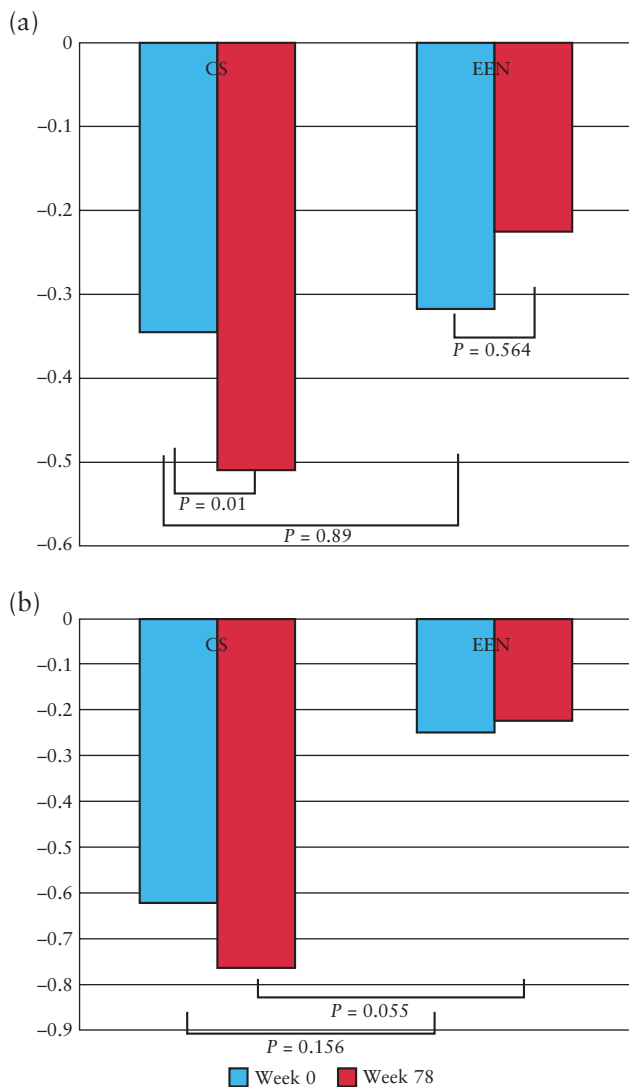 (a)
0
CS
EEN
–0.1
–0.2
–0.3
P = 0.564
–0.4
–0.5
P = 0.01
P = 0.89
–0.6
(b)
0
CS
EEN
–0.1
–0.2
–0.3
–0.4
–0.5
–0.6
–0.7
–0.8
P = 0.055
–0.9
P = 0.156
Week 0 Week 78